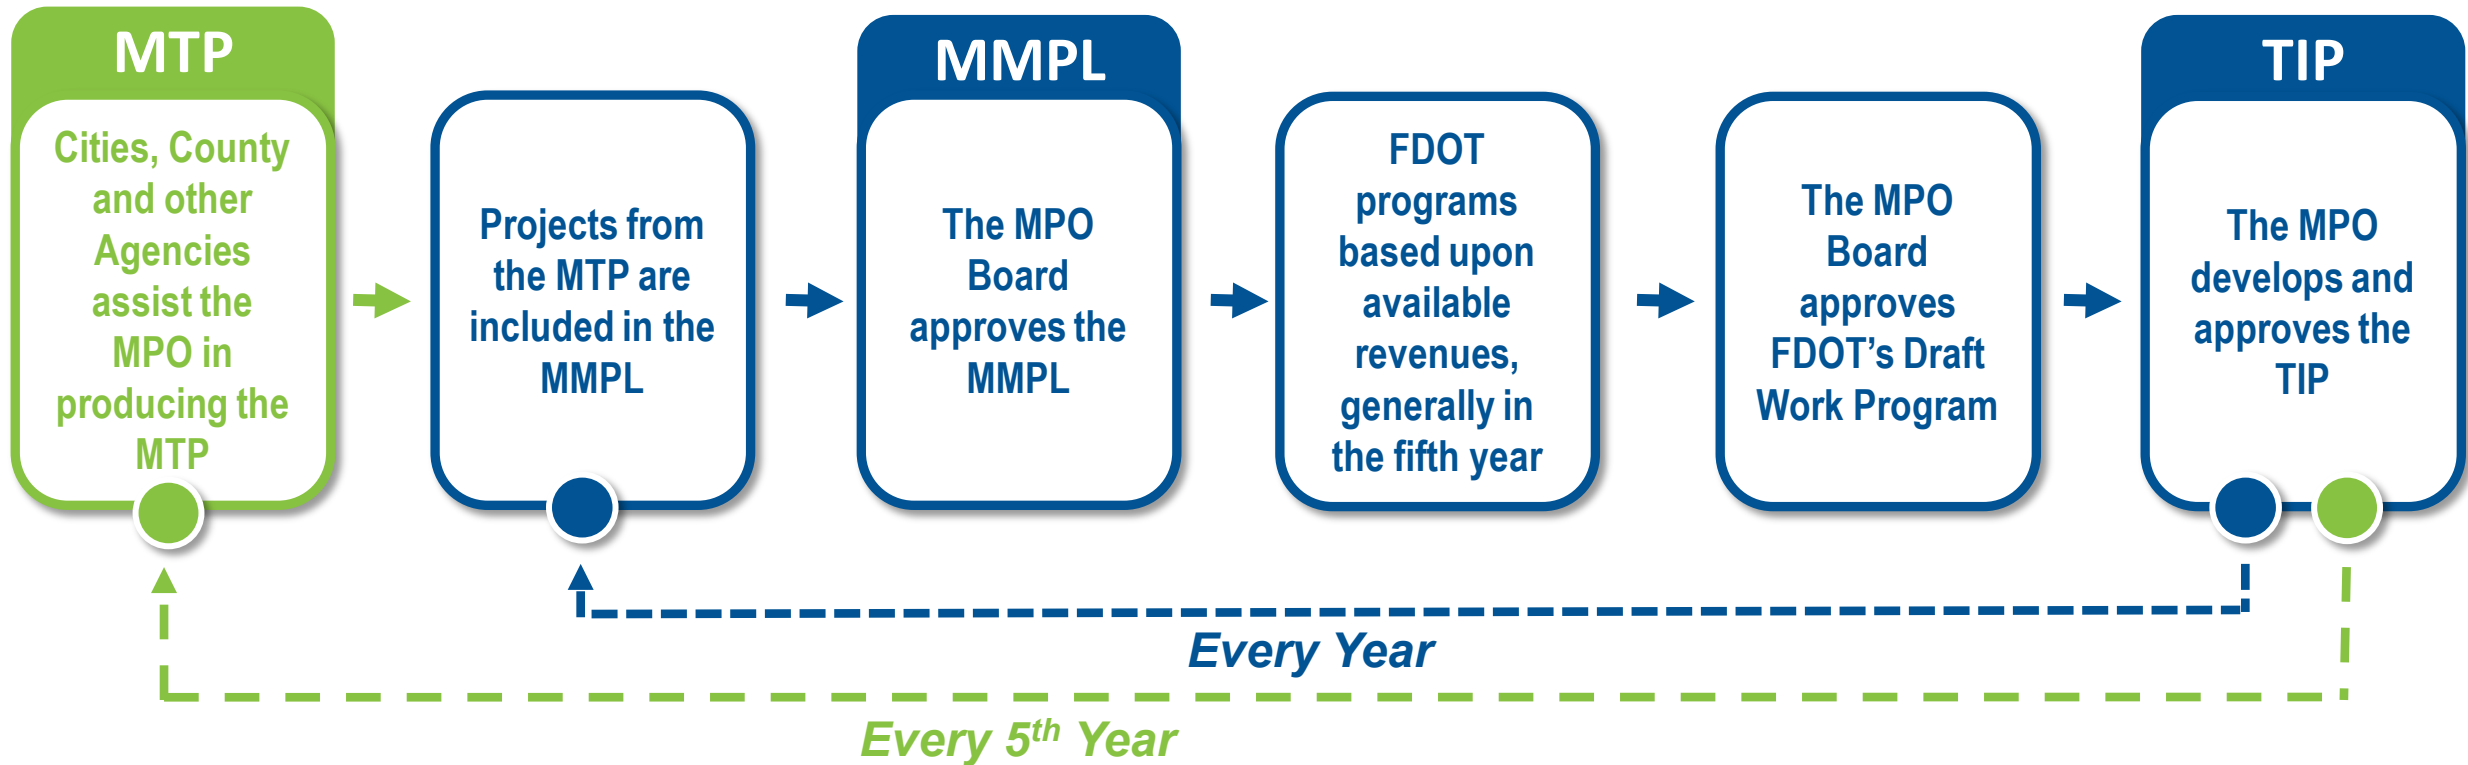 MTP
Cities, County
and other
Agencies
assist the
MPO in
producing the
MTP
Projects from
the MTP are
included in the
MMPL
MMPL
The MPO
Board
approves the
MMPL
FDOT
programs
based upon
available
revenues,
generally in
the fifth year
The MPO
Board
approves
FDOT's Draft
Work Program
TIP
The MPO
develops and
approves the
TIP
Every Year
Every 5th Year